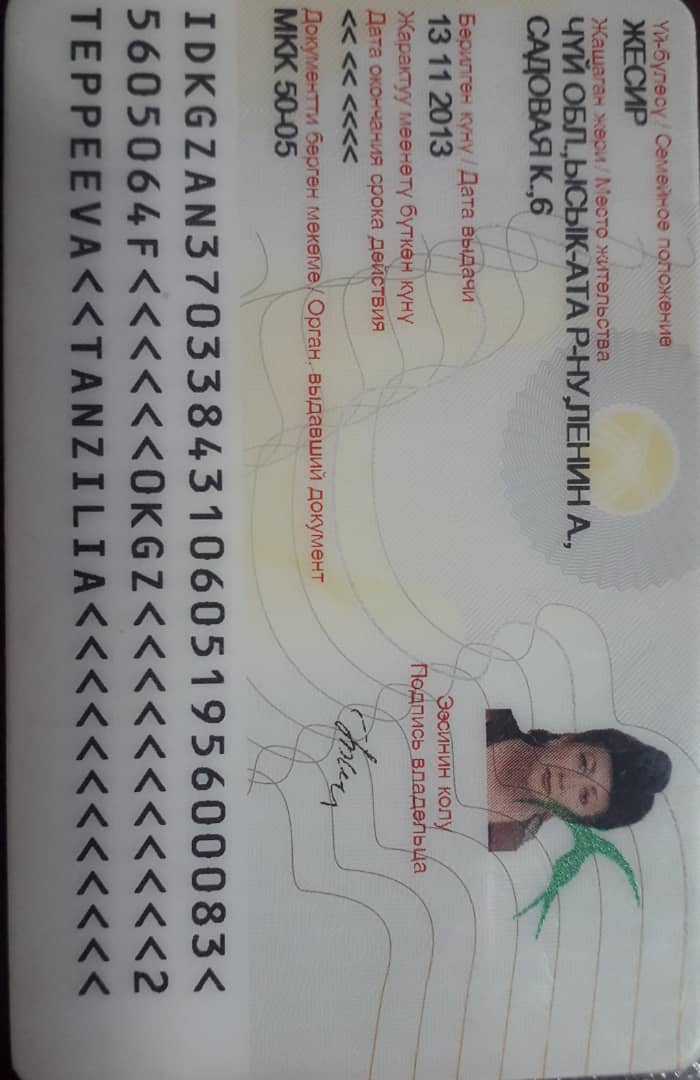 Үй-бүлөсү / Семейное положение
ЖЕСИР
Жашаган жери / Место жительства
ЧҮЙ ОБЛ.,ЫСЫК-АТА Р-НУ,ЛЕНИН А.,
САДОВАЯ К.,6
Берилген күнү / Дата выдачи
13 11 2013
Жарактуу мөөнөтү бүткөн күнү
Дата окончания срока действия
<< << <<<<
Документти берген мекеме / Орган, выдавший документ
МКК 50-05
Ээсинин колу
Подпись владельца
IDKGZAN3703384310605195600083<
5605064F<<<<<<0KGZ<<<<<<<<<<<2
TEPPEEVA<<TANZILIA<<<<<<<<<<<<